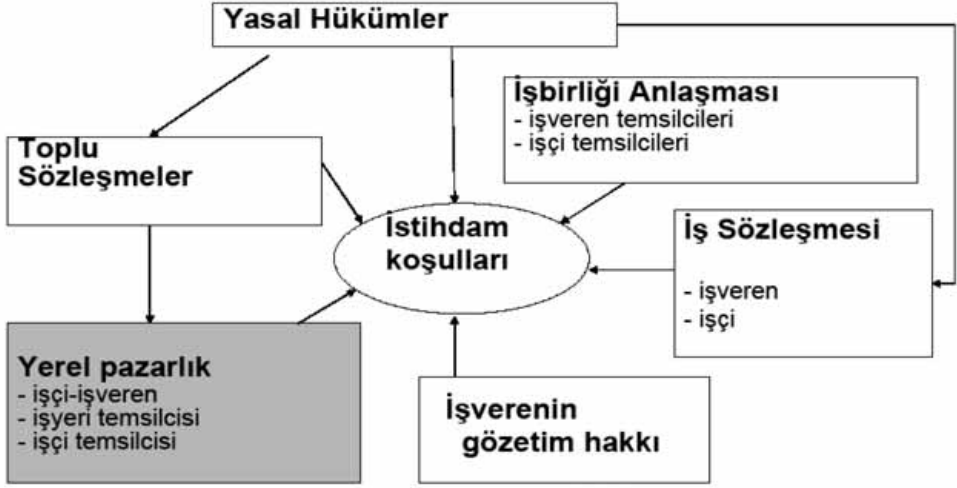 Yasal Hükümler
İşbirliği Anlaşması
- işveren temsilcileri
- işçi temsilcileri
Toplu
Sözleşmeler
İstihdam
koşulları
İş Sözleşmesi
- işveren
- işçi
Yerel pazarlık
- işçi-işveren
- işyeri temsilcisi
- işçi temsilcisi
İşverenin
gözetim hakkı